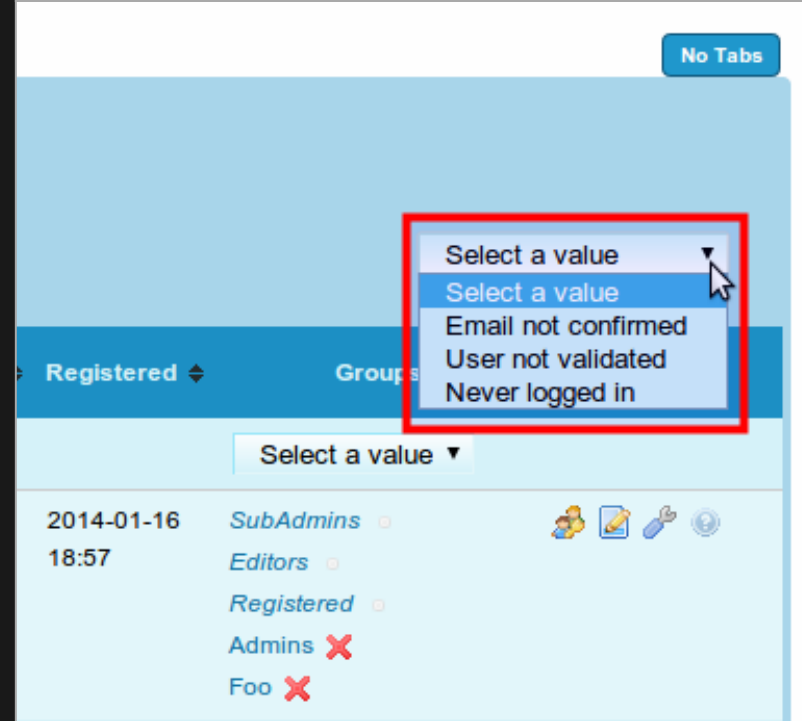 No Tabs
Select a value
Select a value
Email not confirmed
User not validated
Never logged in
Registered
Groups
Select a value
2014-01-16
18:57
SubAdmins
Editors
Registered
Admins
Foo